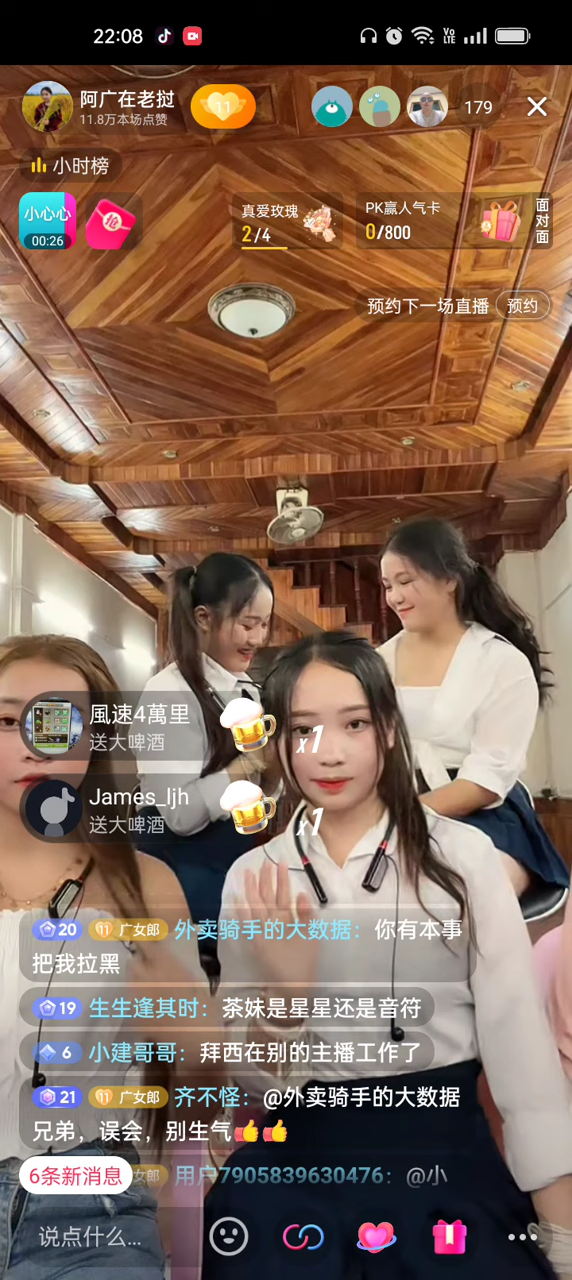 22:08
Vo LTE
阿广在老挝
11.8万本场点赞
11
179
小时榜
小心心
00:26
抢
真爱玫瑰
2/4
PK赢人气卡
0/800
面对面
预约下一场直播 预约
風速4萬里
送大啤酒
x1
James_ljh
送大啤酒
x1
20 11 广女郎 外卖骑手的大数据：你有本事
把我拉黑
19 生生逢其时：茶妹是星星还是音符
6 小建哥哥：拜西在别的主播工作了
21 11 广女郎 齐不怪：@外卖骑手的大数据
兄弟，误会，别生气👍👍
6条新消息 女郎 用户7905839630476：@小
说点什么...